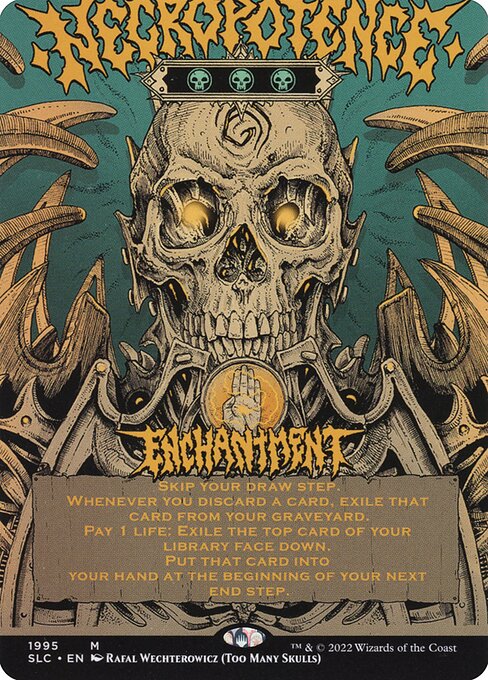 NECROPOTENCE
ENCHANTMENT
SKIP YOUR DRAW STEP.
WHENEVER YOU DISCARD A CARD, EXILE THAT
CARD FROM YOUR GRAVEYARD.
PAY 1 LIFE: EXILE THE TOP CARD OF YOUR
LIBRARY FACE DOWN.
PUT THAT CARD INTO
YOUR HAND AT THE BEGINNING OF YOUR NEXT
END STEP.
1995 M ™ & © 2022 Wizards of the Coast
SLC • EN RAFAL WECHTEROWICZ (TOO MANY SKULLS)